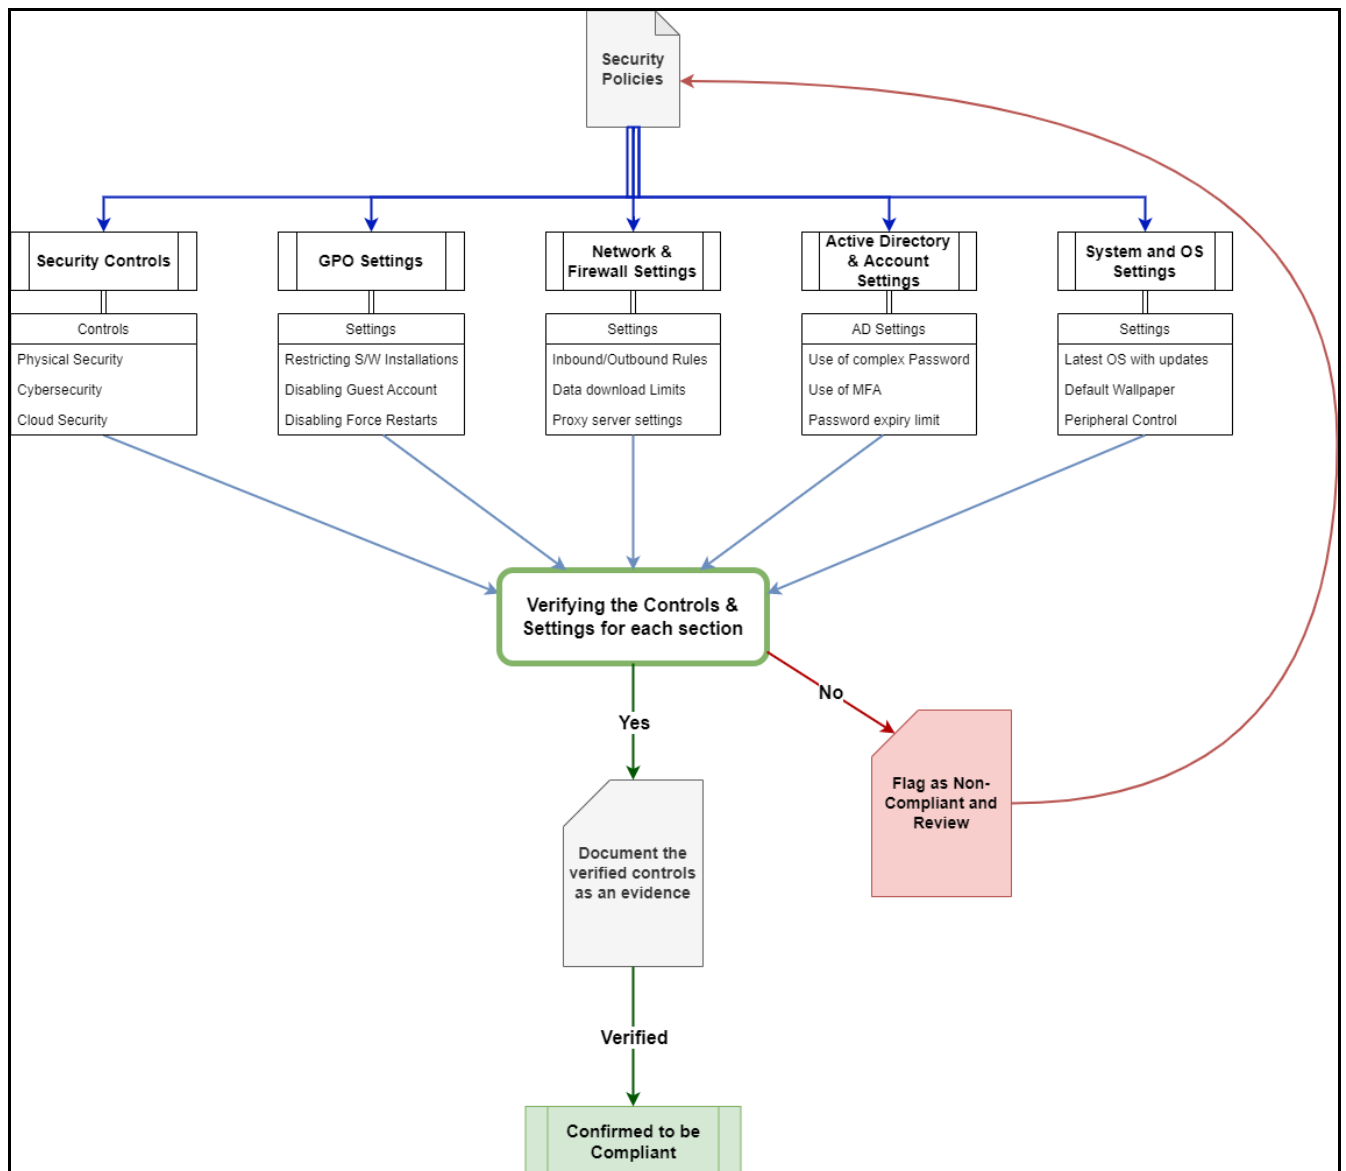 Security
Policies
Security Controls
GPO Settings
Network &
Firewall Settings
Active Directory
& Account
Settings
System and OS
Settings
Controls
Physical Security
Cybersecurity
Cloud Security
Settings
Restricting S/W Installations
Disabling Guest Account
Disabling Force Restarts
Settings
Inbound/Outbound Rules
Data download Limits
Proxy server settings
AD Settings
Use of complex Password
Use of MFA
Password expiry limit
Settings
Latest OS with updates
Default Wallpaper
Peripheral Control
Verifying the Controls &
Settings for each section
No
Yes
Flag as Non-
Compliant and
Review
Document the
verified controls
as an evidence
Verified
Confirmed to be
Compliant